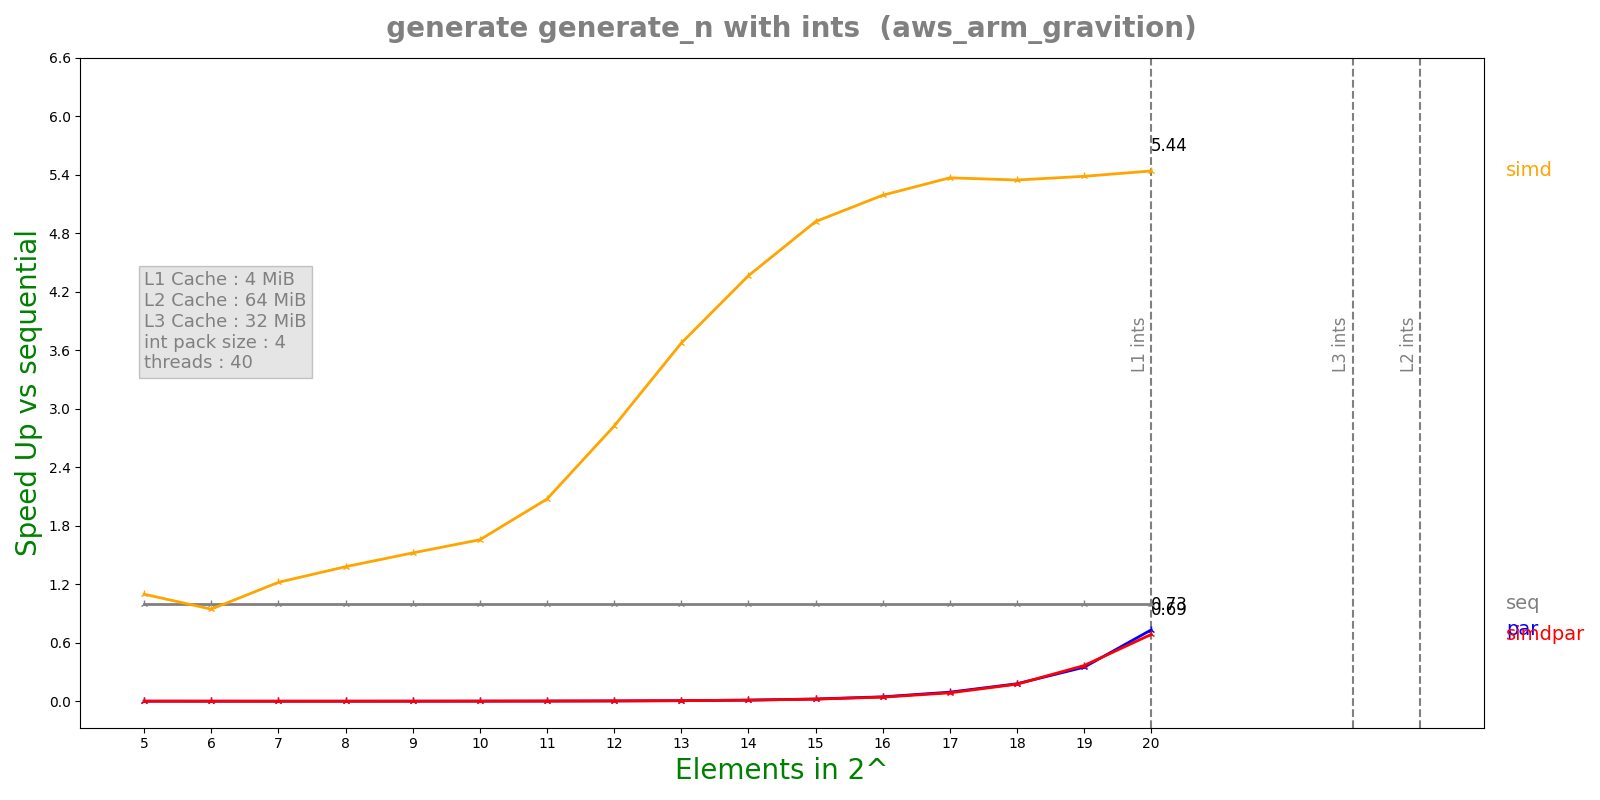 generate generate_n with ints (aws_arm_gravition)
6.6
6.0
5.4
4.8
4.2
3.6
3.0
2.4
1.8
1.2
0.6
0.0
Speed Up vs sequential
L1 Cache : 4 MiB
L2 Cache : 64 MiB
L3 Cache : 32 MiB
int pack size : 4
threads : 40
L1 ints
L3 ints
L2 ints
5.44
0.73
0.69
simd
seq
par
simdpar
5 6 7 8 9 10 11 12 13 14 15 16 17 18 19 20
Elements in 2^